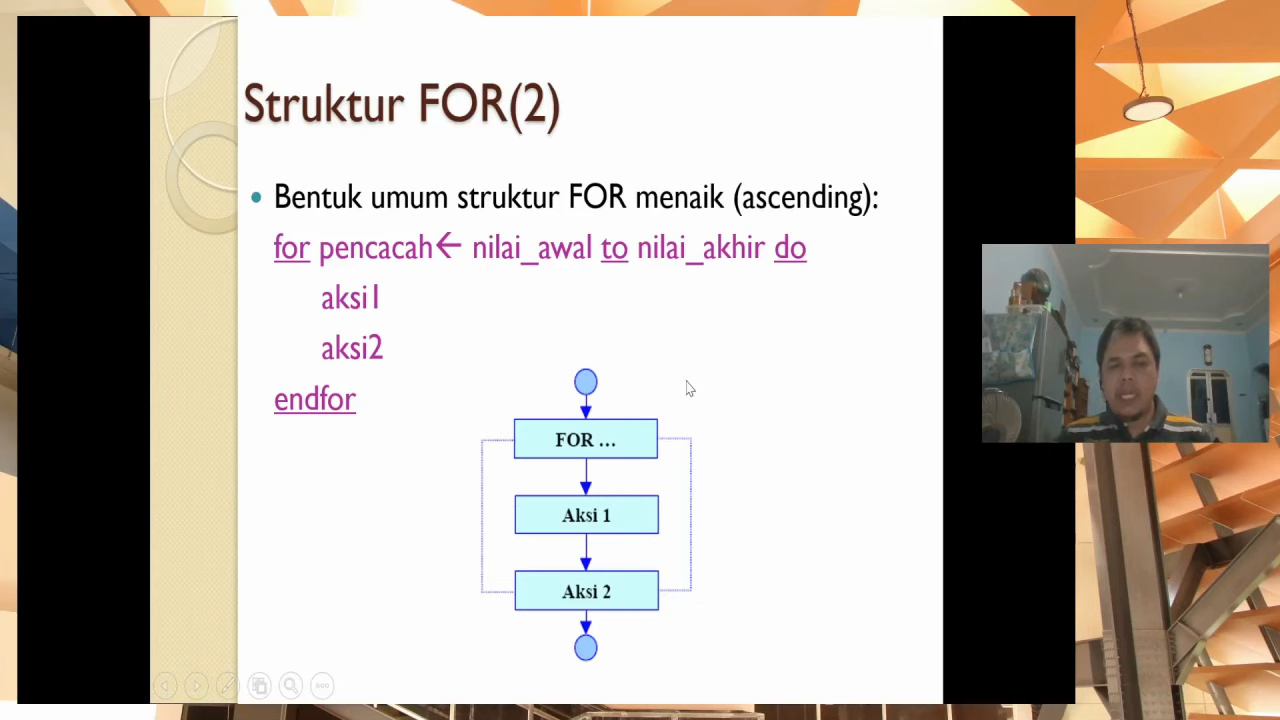 Struktur FOR(2)
• Bentuk umum struktur FOR menaik (ascending):
for pencacah← nilai_awal to nilai_akhir do
aksi1
aksi2
endfor
FOR ...
Aksi 1
Aksi 2